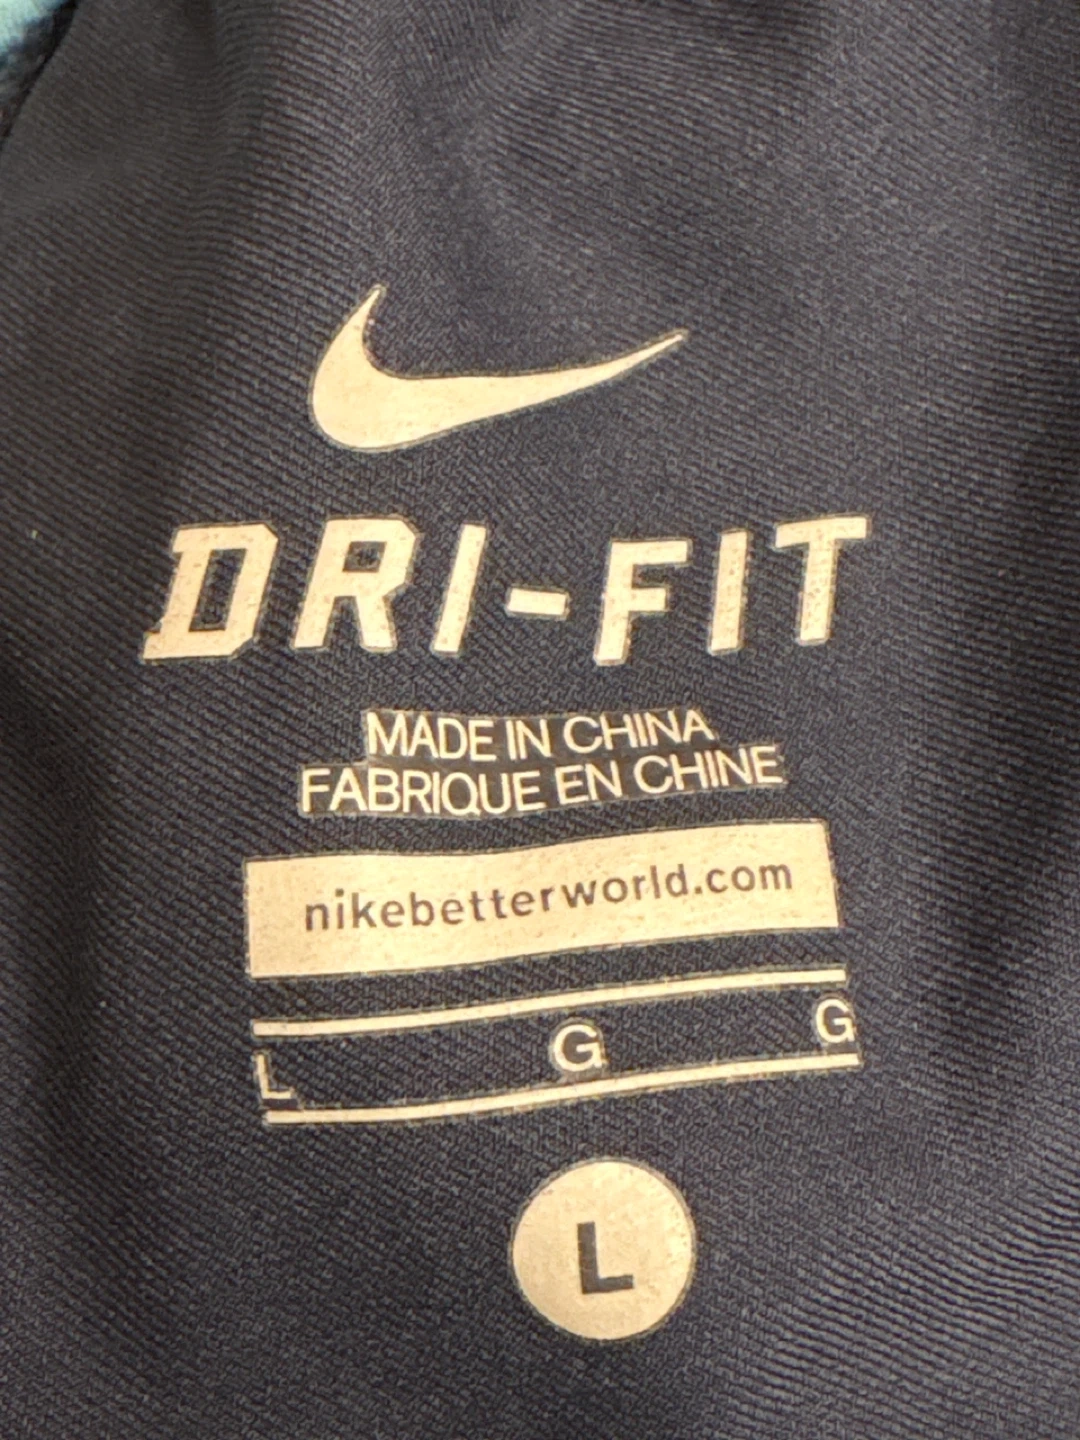 DRI-FIT
MADE IN CHINA
FABRIQUE EN CHINE
nikebetterworld.com
L G G
L